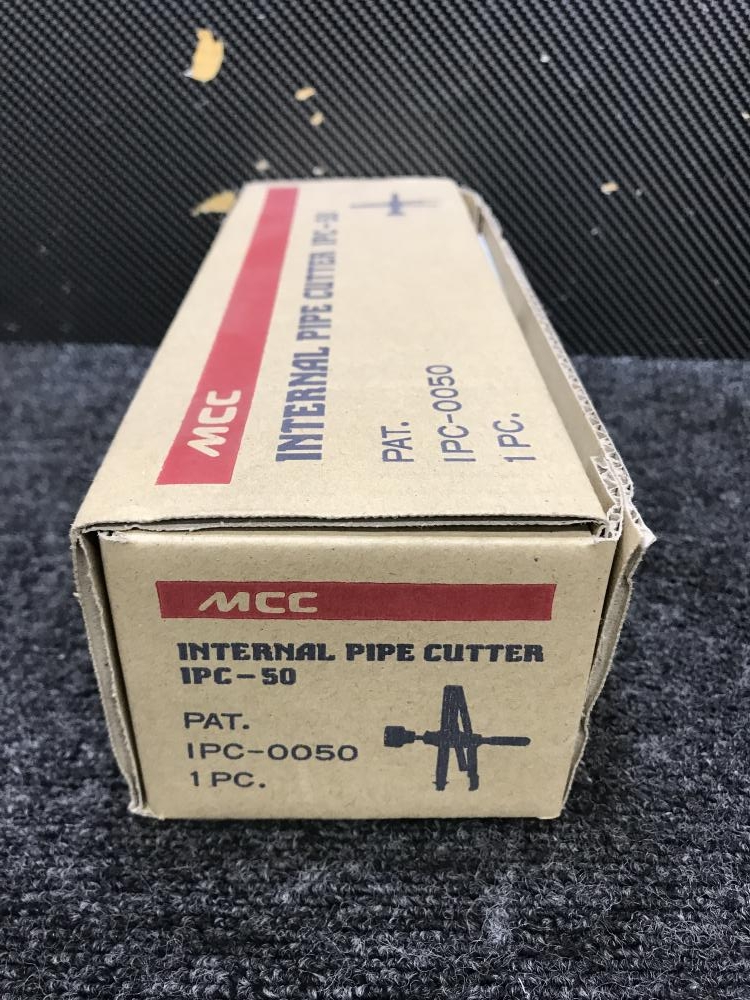 MCC
INTERNAL PIPE CUTTER IPC-50
PAT.
IPC-0050
1 PC.
MCC
INTERNAL PIPE CUTTER
IPC-50
PAT.
IPC-0050
1 PC.